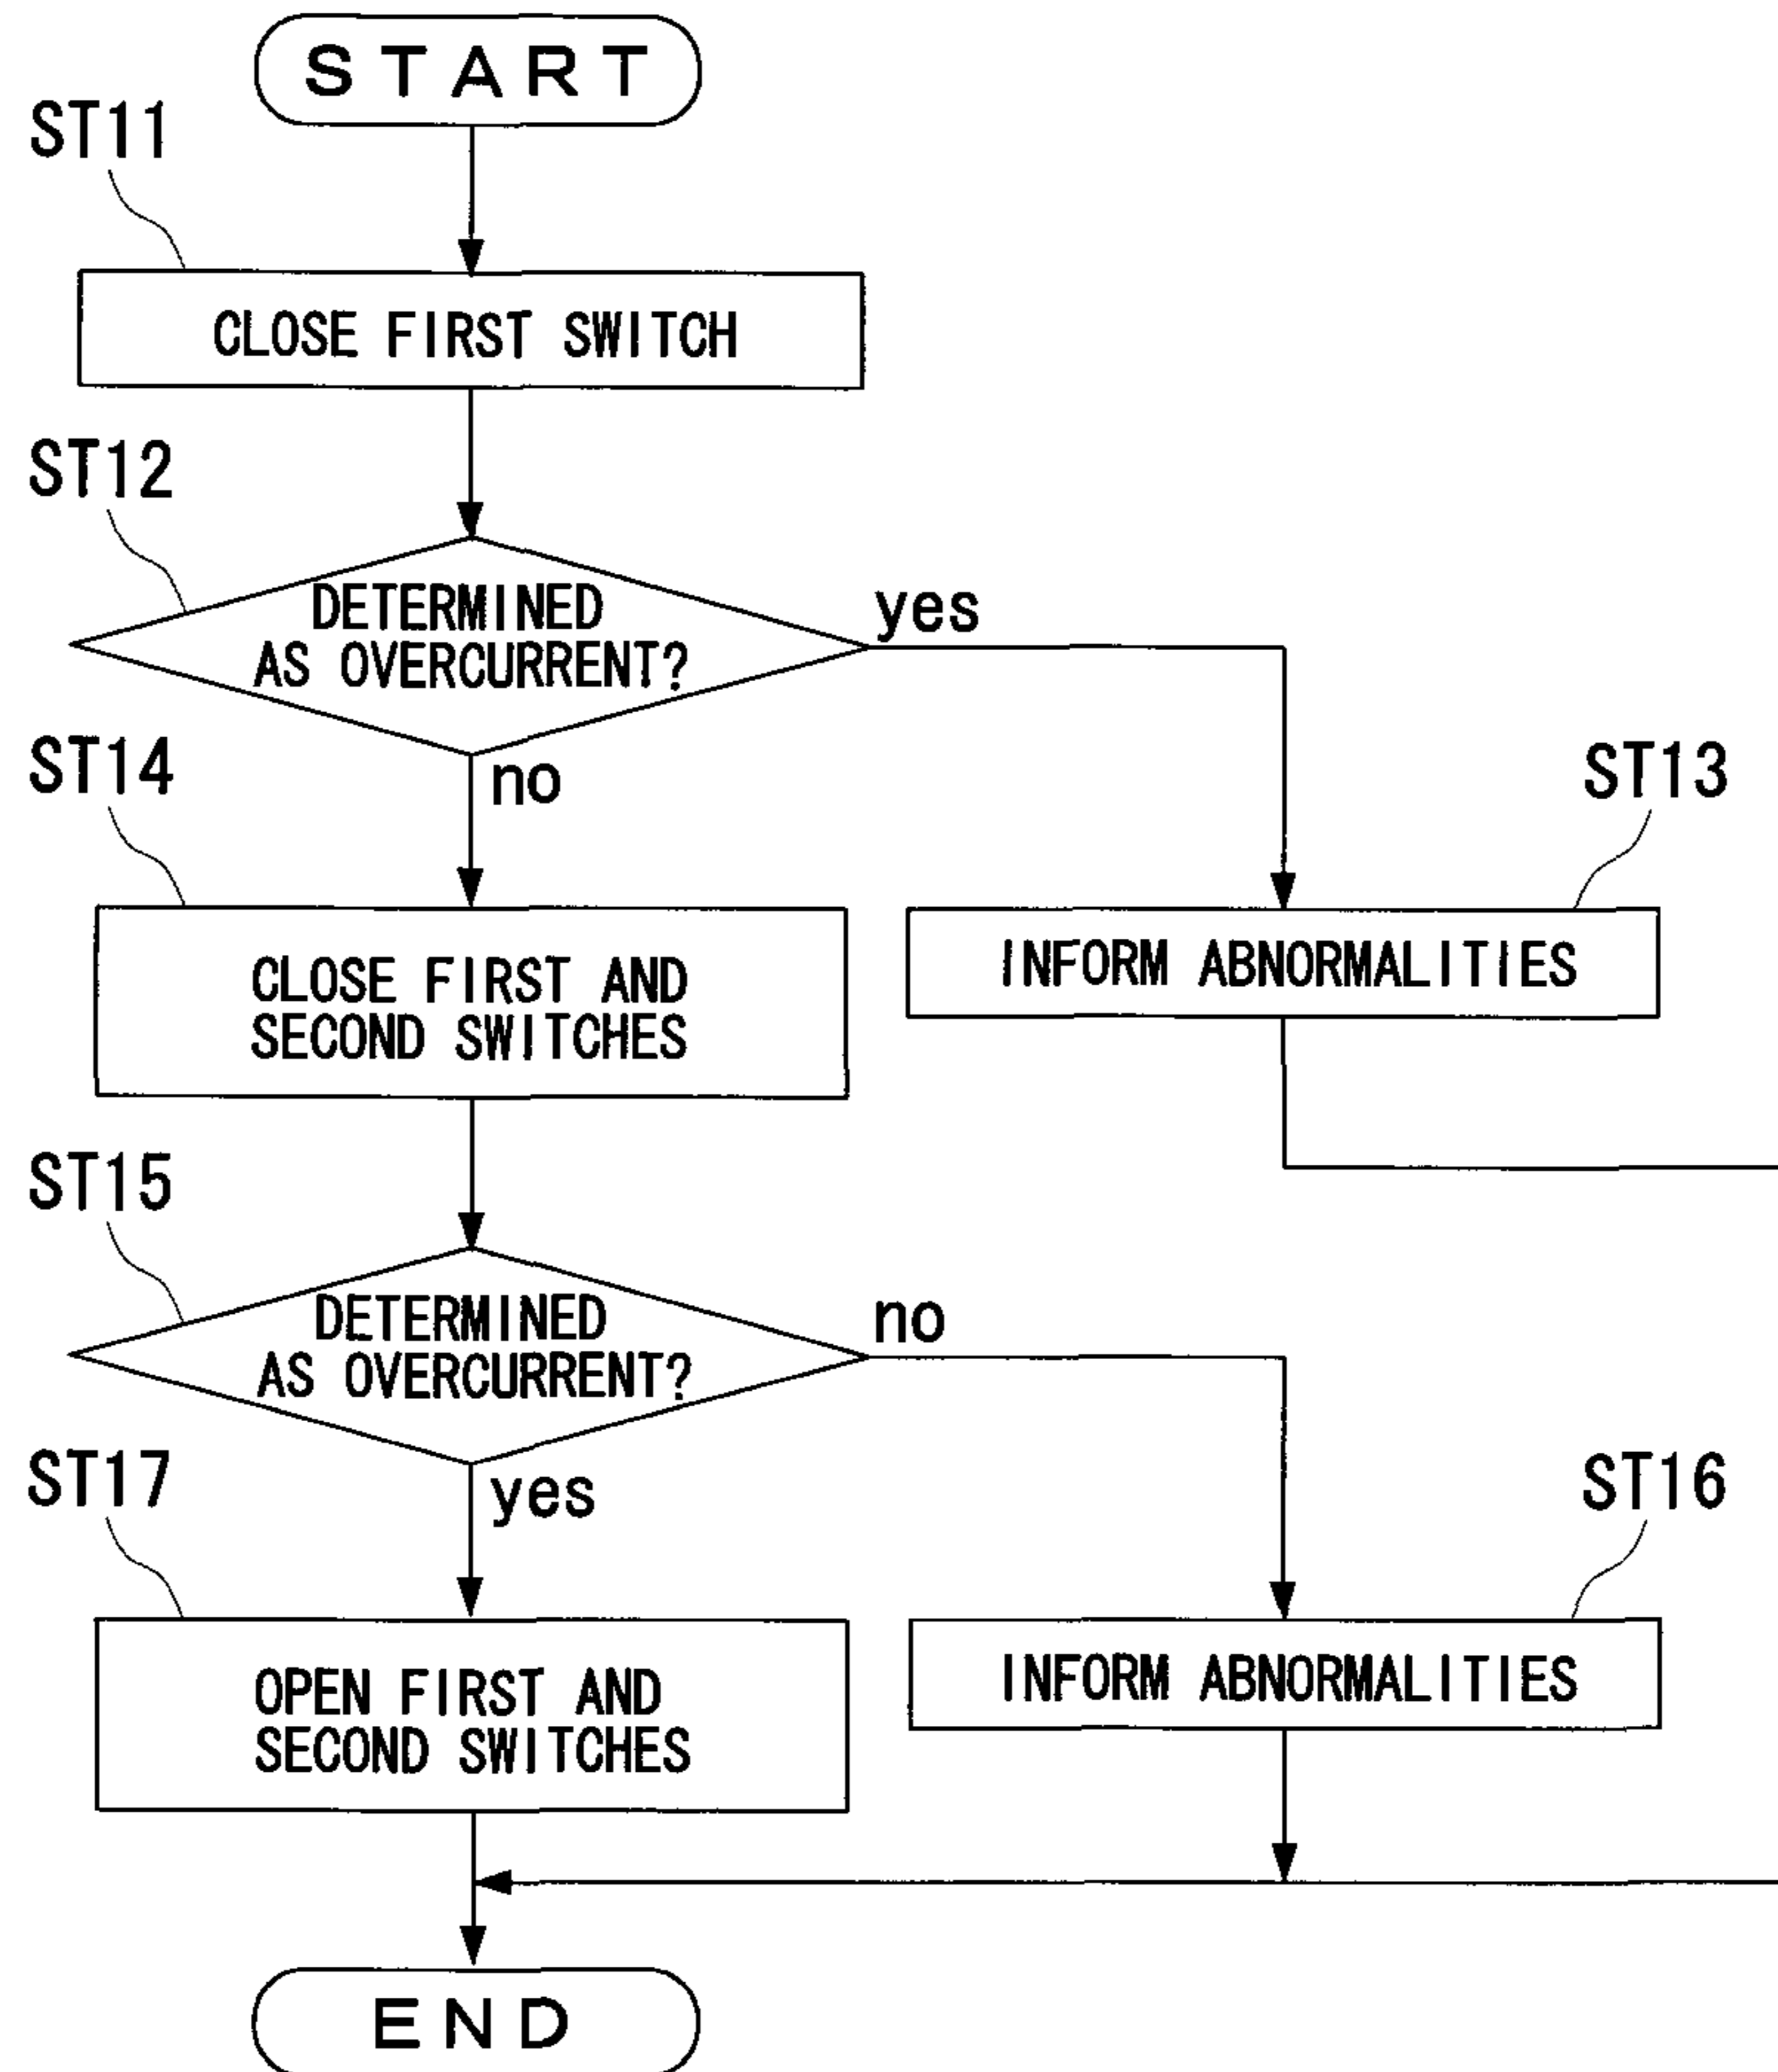 START
ST11
CLOSE FIRST SWITCH
ST12
DETERMINED
AS OVERCURRENT?
yes
no
ST14
ST13
CLOSE FIRST AND
SECOND SWITCHES
INFORM ABNORMALITIES
ST15
DETERMINED
AS OVERCURRENT?
no
yes
ST17
ST16
OPEN FIRST AND
SECOND SWITCHES
INFORM ABNORMALITIES
END